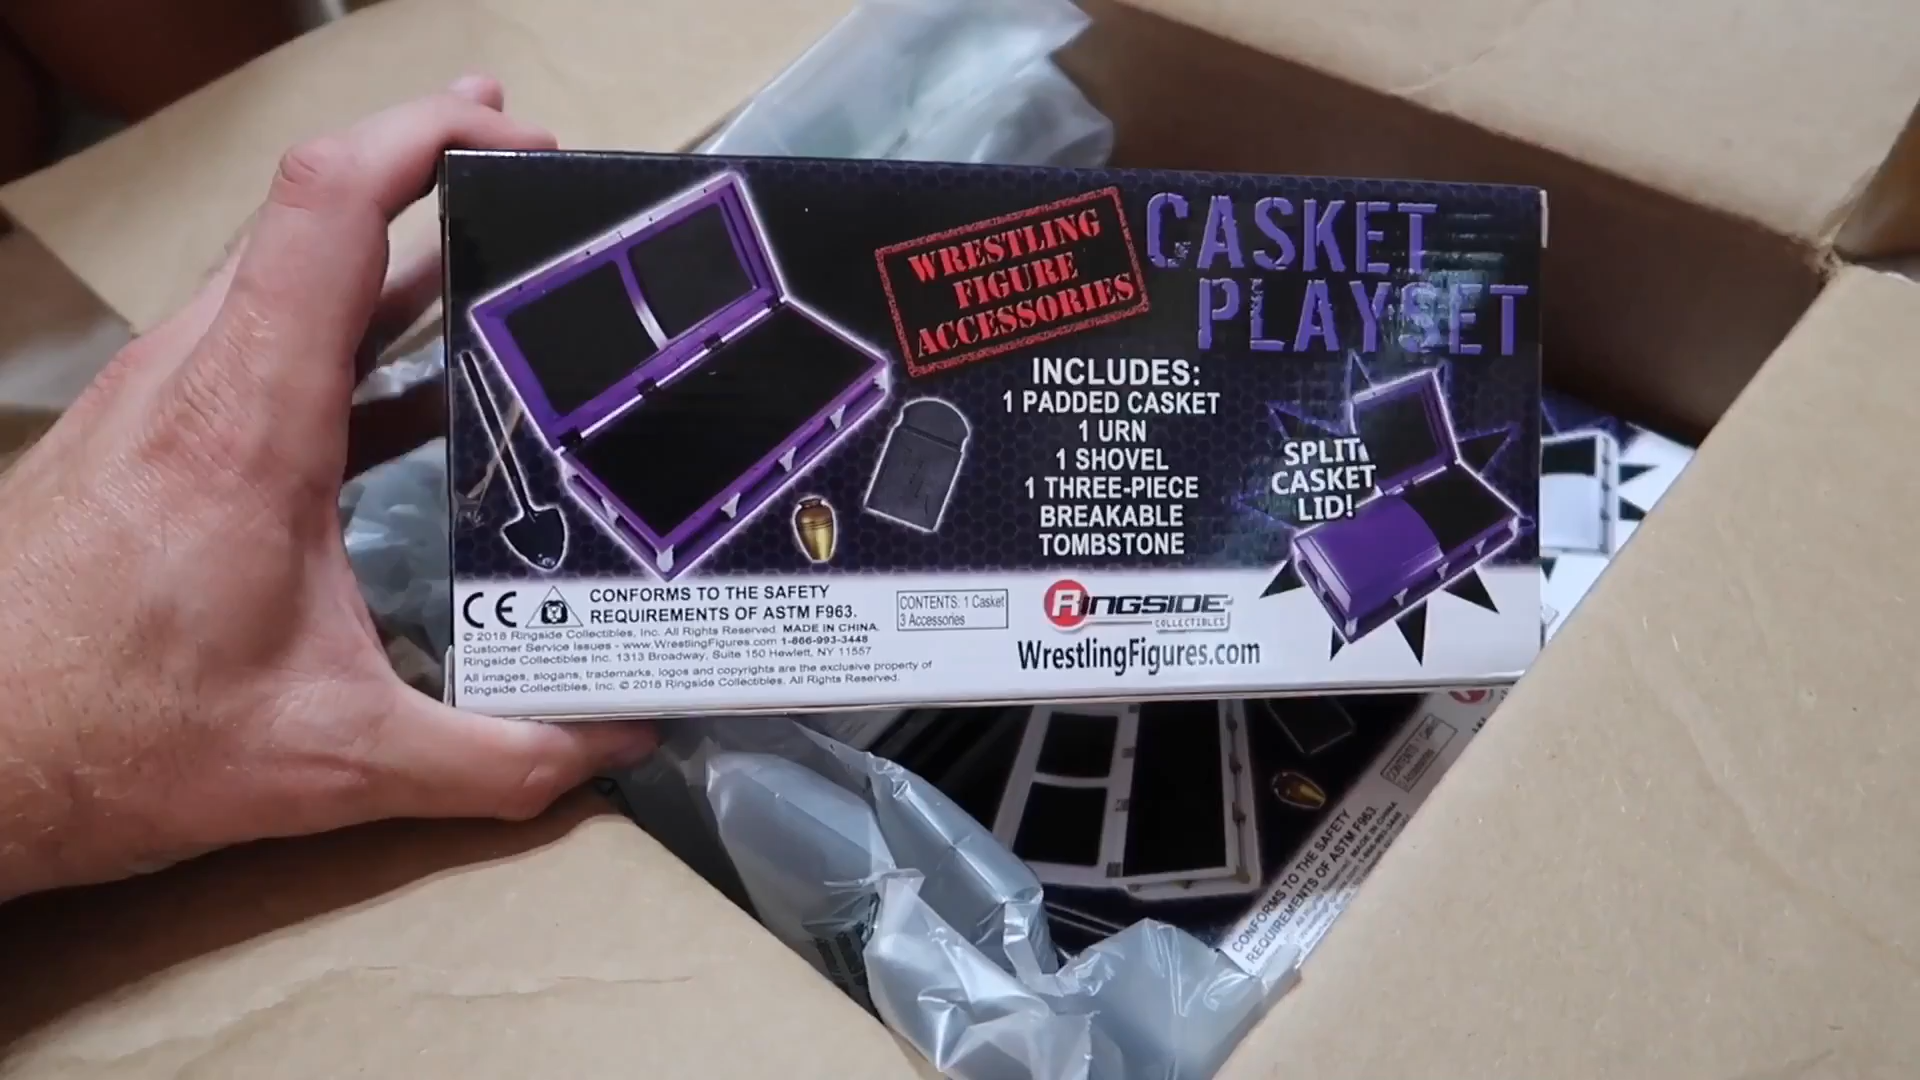 WRESTLING
FIGURE
ACCESSORIES
CASKET
PLAYSET
INCLUDES:
1 PADDED CASKET
1 URN
1 SHOVEL
1 THREE-PIECE
BREAKABLE
TOMBSTONE
SPLIT
CASKET
LID!
CE
CONFORMS TO THE SAFETY
REQUIREMENTS OF ASTM F963.
© 2018 Ringside Collectibles, Inc. All Rights Reserved. MADE IN CHINA.
Customer Service Issues - www.WrestlingFigures.com 1-866-993-3448
Ringside Collectibles Inc. 1313 Broadway, Suite 150 Hewlett, NY 11557
All images, slogans, trademarks, logos and copyrights are the exclusive property of
Ringside Collectibles, Inc. © 2018 Ringside Collectibles. All Rights Reserved.
CONTENTS: 1 Casket
3 Accessories
RINGSIDE
COLLECTIBLES
WrestlingFigures.com
CONFORMS TO THE SAFETY
REQUIREMENTS OF ASTM F963.
MADE IN CHINA